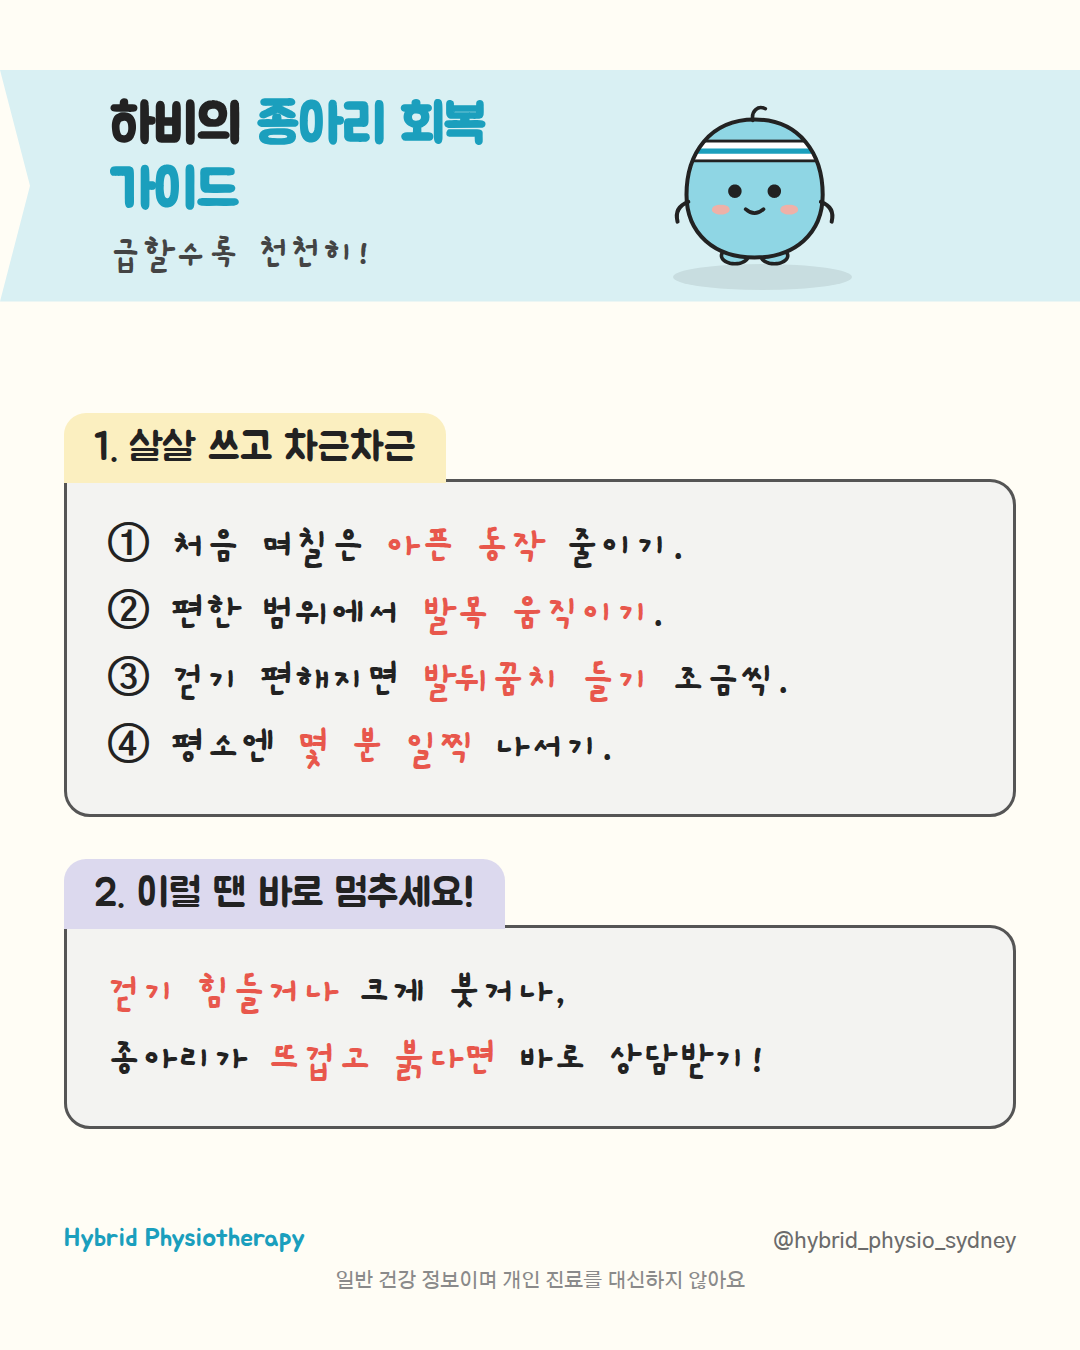 하비의 종아리 회복
가이드
급할수록 천천히!
1. 살살 쓰고 차근차근
① 처음 며칠은 아픈 동작 줄이기.
② 편한 범위에서 발목 움직이기.
③ 걷기 편해지면 발뒤꿈치 들기 조금씩.
④ 평소엔 몇 분 일찍 나서기.
2. 이럴 땐 바로 멈추세요!
걷기 힘들거나 크게 붓거나,
종아리가 뜨겁고 붉다면 바로 상담받기!
Hybrid Physiotherapy
@hybrid_physio_sydney
일반 건강 정보이며 개인 진료를 대신하지 않아요